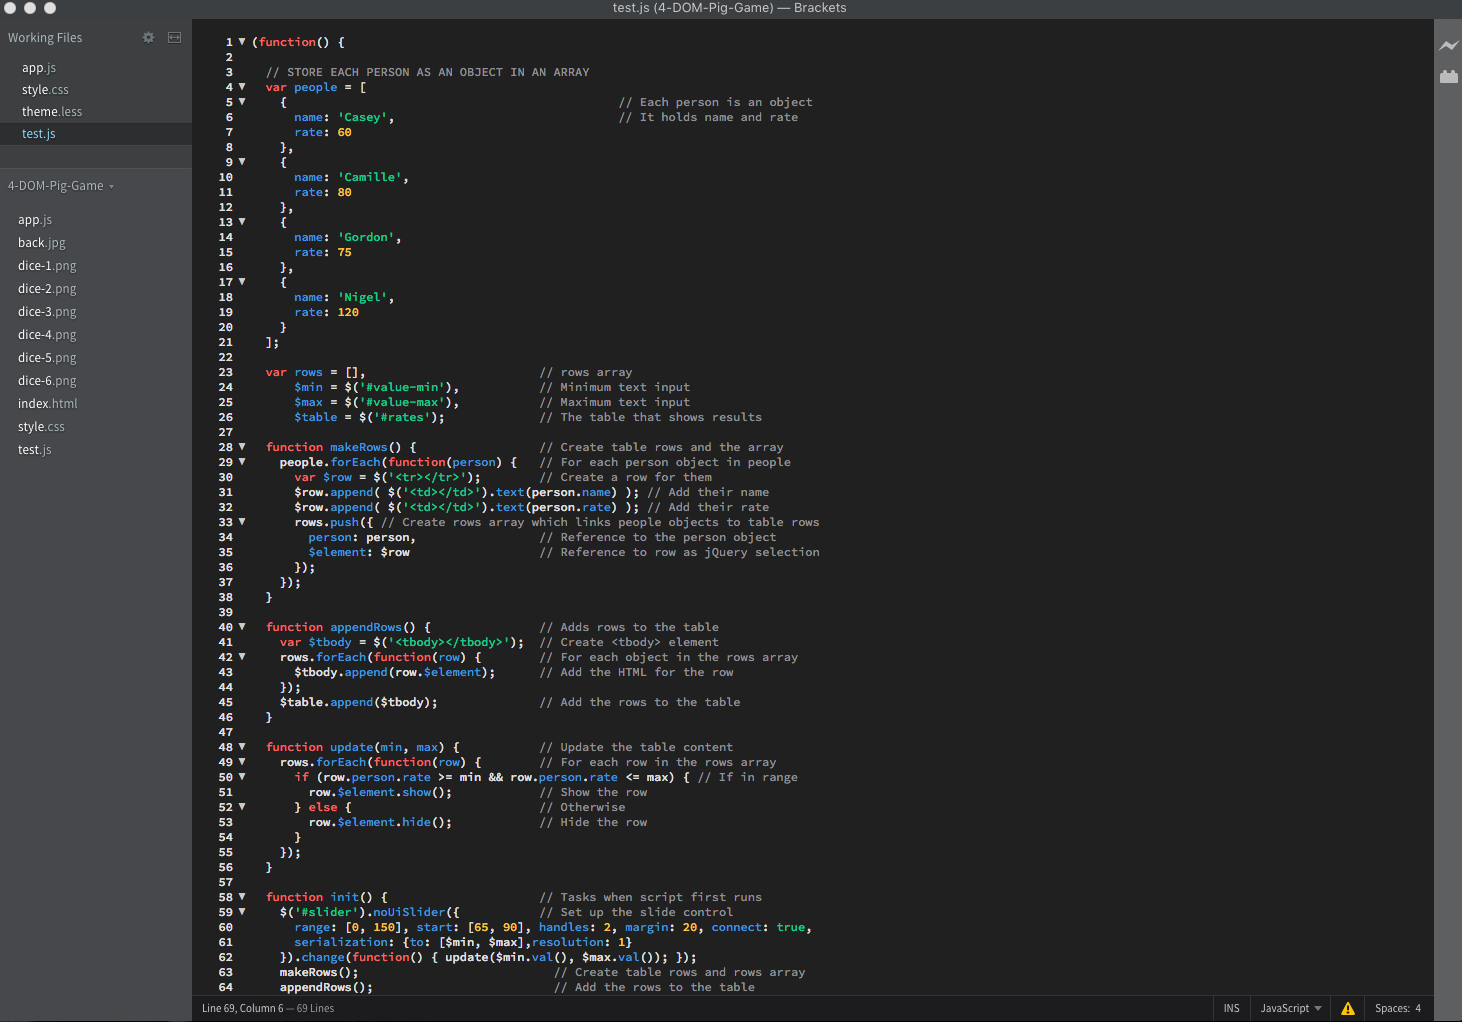 test.js (4-DOM-Pig-Game) — Brackets
Working Files
app.js
style.css
theme.less
test.js
4-DOM-Pig-Game
app.js
back.jpg
dice-1.png
dice-2.png
dice-3.png
dice-4.png
dice-5.png
dice-6.png
index.html
style.css
test.js
1 (function() {
2
3 // STORE EACH PERSON AS AN OBJECT IN AN ARRAY
4 var people = [
5 { // Each person is an object
6 name: 'Casey', // It holds name and rate
7 rate: 60
8 },
9 {
10 name: 'Camille',
11 rate: 80
12 },
13 {
14 name: 'Gordon',
15 rate: 75
16 },
17 {
18 name: 'Nigel',
19 rate: 120
20 }
21 ];
22
23 var rows = [], // rows array
24 $min = $('#value-min'), // Minimum text input
25 $max = $('#value-max'), // Maximum text input
26 $table = $('#rates'); // The table that shows results
27
28 function makeRows() { // Create table rows and the array
29 people.forEach(function(person) { // For each person object in people
30 var $row = $('<tr></tr>'); // Create a row for them
31 $row.append( $('<td></td>').text(person.name) ); // Add their name
32 $row.append( $('<td></td>').text(person.rate) ); // Add their rate
33 rows.push({ // Create rows array which links people objects to table rows
34 person: person, // Reference to the person object
35 $element: $row // Reference to row as jQuery selection
36 });
37 });
38 }
39
40 function appendRows() { // Adds rows to the table
41 var $tbody = $('<tbody></tbody>'); // Create <tbody> element
42 rows.forEach(function(row) { // For each object in the rows array
43 $tbody.append(row.$element); // Add the HTML for the row
44 });
45 $table.append($tbody); // Add the rows to the table
46 }
47
48 function update(min, max) { // Update the table content
49 rows.forEach(function(row) { // For each row in the rows array
50 if (row.person.rate >= min && row.person.rate <= max) { // If in range
51 row.$element.show(); // Show the row
52 } else { // Otherwise
53 row.$element.hide(); // Hide the row
54 }
55 });
56 }
57
58 function init() { // Tasks when script first runs
59 $('#slider').noUiSlider({ // Set up the slide control
60 range: [0, 150], start: [65, 90], handles: 2, margin: 20, connect: true,
61 serialization: {to: [$min, $max],resolution: 1}
62 }).change(function() { update($min.val(), $max.val()); });
63 makeRows(); // Create table rows and rows array
64 appendRows(); // Add the rows to the table
Line 69, Column 6 — 69 Lines
INS
JavaScript
Spaces: 4